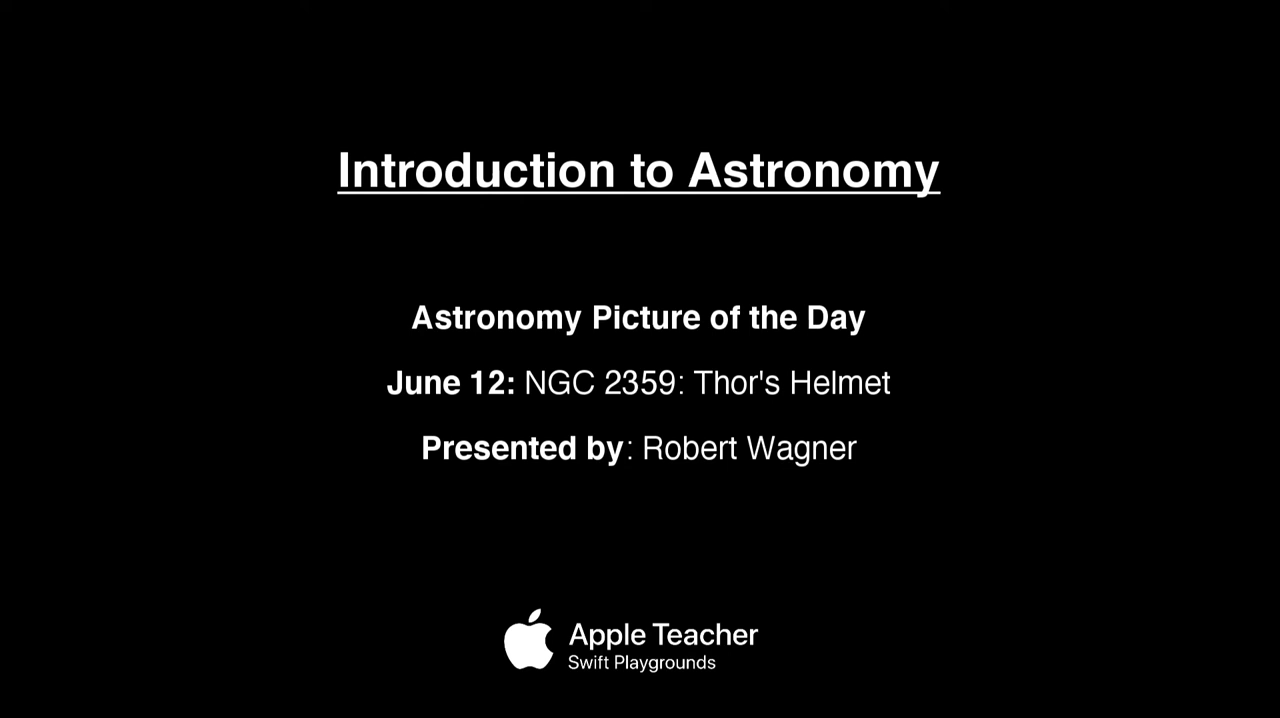 Introduction to Astronomy
Astronomy Picture of the Day
June 12: NGC 2359: Thor's Helmet
Presented by: Robert Wagner
Apple Teacher
Swift Playgrounds